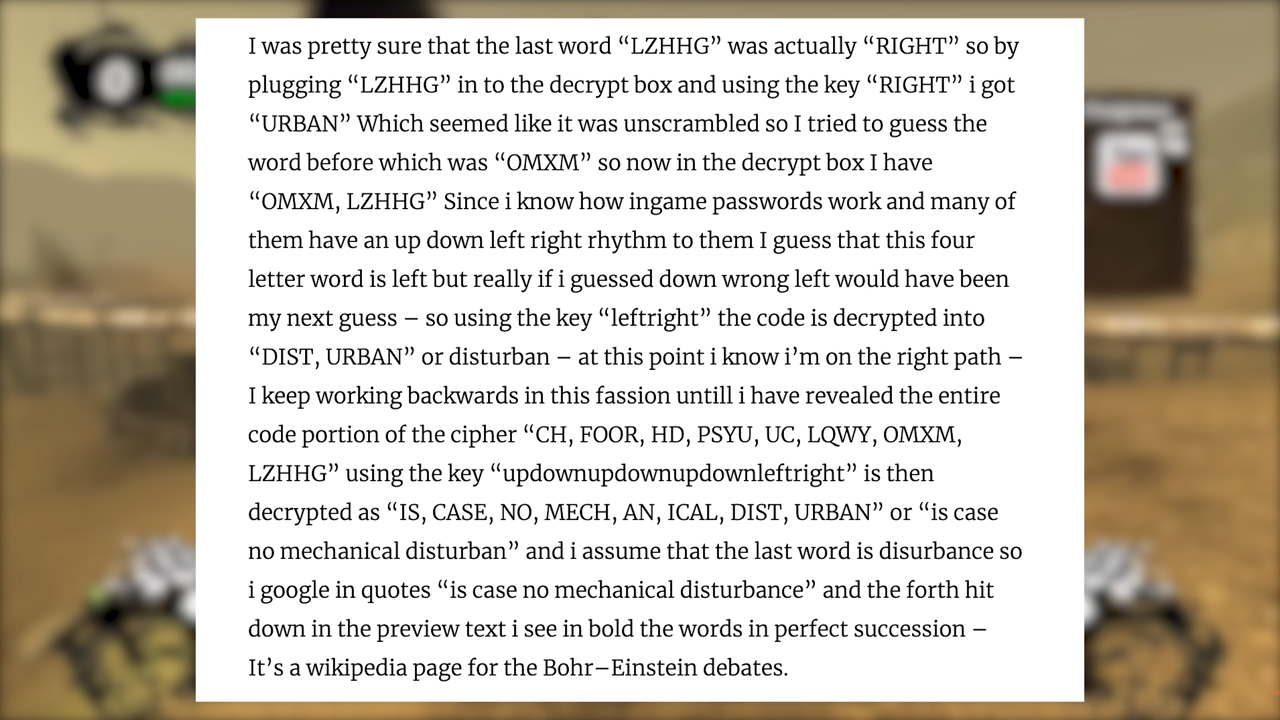 I was pretty sure that the last word “LZHHG” was actually “RIGHT” so by
plugging “LZHHG” in to the decrypt box and using the key “RIGHT” i got
“URBAN” Which seemed like it was unscrambled so I tried to guess the
word before which was “OMXM” so now in the decrypt box I have
“OMXM, LZHHG” Since i know how ingame passwords work and many of
them have an up down left right rhythm to them I guess that this four
letter word is left but really if i guessed down wrong left would have been
my next guess – so using the key “leftright” the code is decrypted into
“DIST, URBAN” or disturban – at this point i know i’m on the right path –
I keep working backwards in this fassion untill i have revealed the entire
code portion of the cipher “CH, FOOR, HD, PSYU, UC, LQWY, OMXM,
LZHHG” using the key “updownupdownupdownleftright” is then
decrypted as “IS, CASE, NO, MECH, AN, ICAL, DIST, URBAN” or “is case
no mechanical disturban” and i assume that the last word is disurbance so
i google in quotes “is case no mechanical disturbance” and the forth hit
down in the preview text i see in bold the words in perfect succession –
It’s a wikipedia page for the Bohr–Einstein debates.